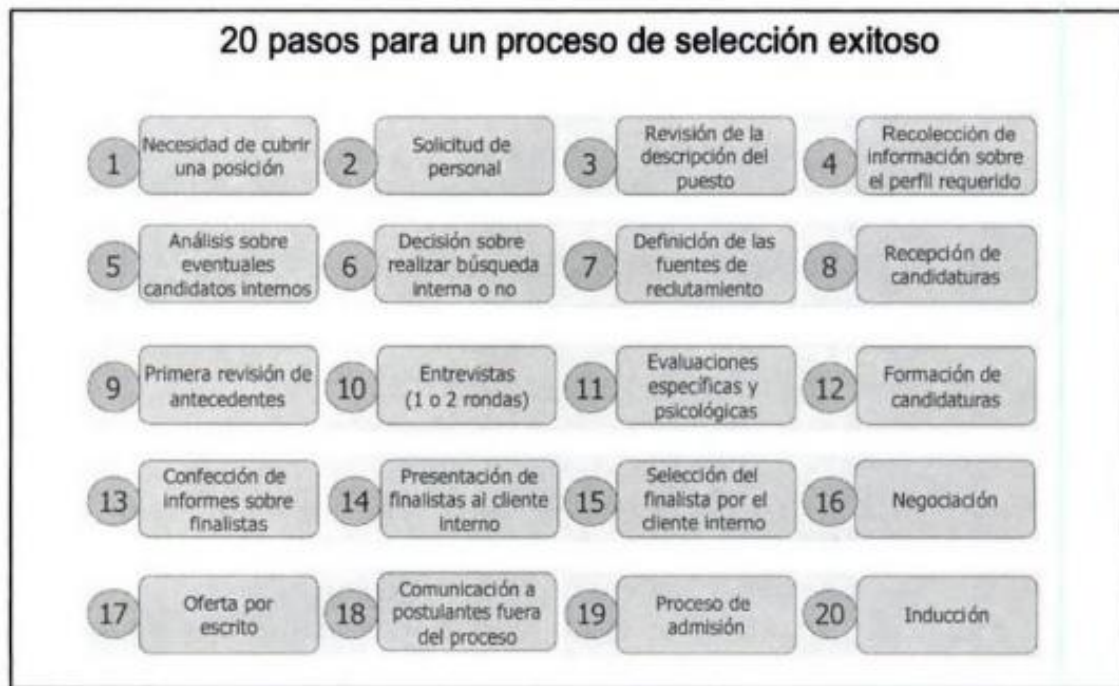 20 pasos para un proceso de selección exitoso
1
Necesidad de cubrir
una posición
2
Solicitud de
personal
3
Revisión de la
descripción del
puesto
4
Recolección de
información sobre
el perfil requerido
5
Análisis sobre
eventuales
candidatos internos
6
Decisión sobre
realizar búsqueda
interna o no
7
Definición de las
fuentes de
reclutamiento
8
Recepción de
candidaturas
9
Primera revisión de
antecedentes
10
Entrevistas
(1 o 2 rondas)
11
Evaluaciones
específicas y
psicológicas
12
Formación de
candidaturas
13
Confección de
informes sobre
finalistas
14
Presentación de
finalistas al cliente
interno
15
Selección del
finalista por el
cliente interno
16
Negociación
17
Oferta por
escrito
18
Comunicación a
postulantes fuera
del proceso
19
Proceso de
admisión
20
Inducción